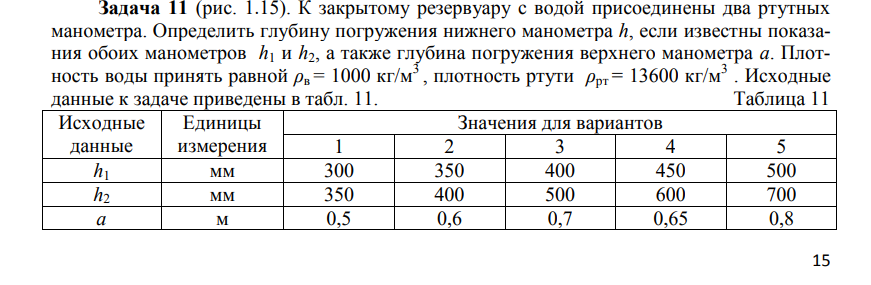 Задача 11 (рис. 1.15). К закрытому резервуару с водой присоединены два ртутных
манометра. Определить глубину погружения нижнего манометра h, если известны показа-
ния обоих манометров h₁ и h₂, а также глубина погружения верхнего манометра a. Плот-
ность воды принять равной ρв = 1000 кг/м³ , плотность ртути ρрт = 13600 кг/м³ . Исходные
данные к задаче приведены в табл. 11. Таблица 11
Исходные данные Единицы измерения Значения для вариантов
1 2 3 4 5
h₁ мм 300 350 400 450 500
h₂ мм 350 400 500 600 700
a м 0,5 0,6 0,7 0,65 0,8
15